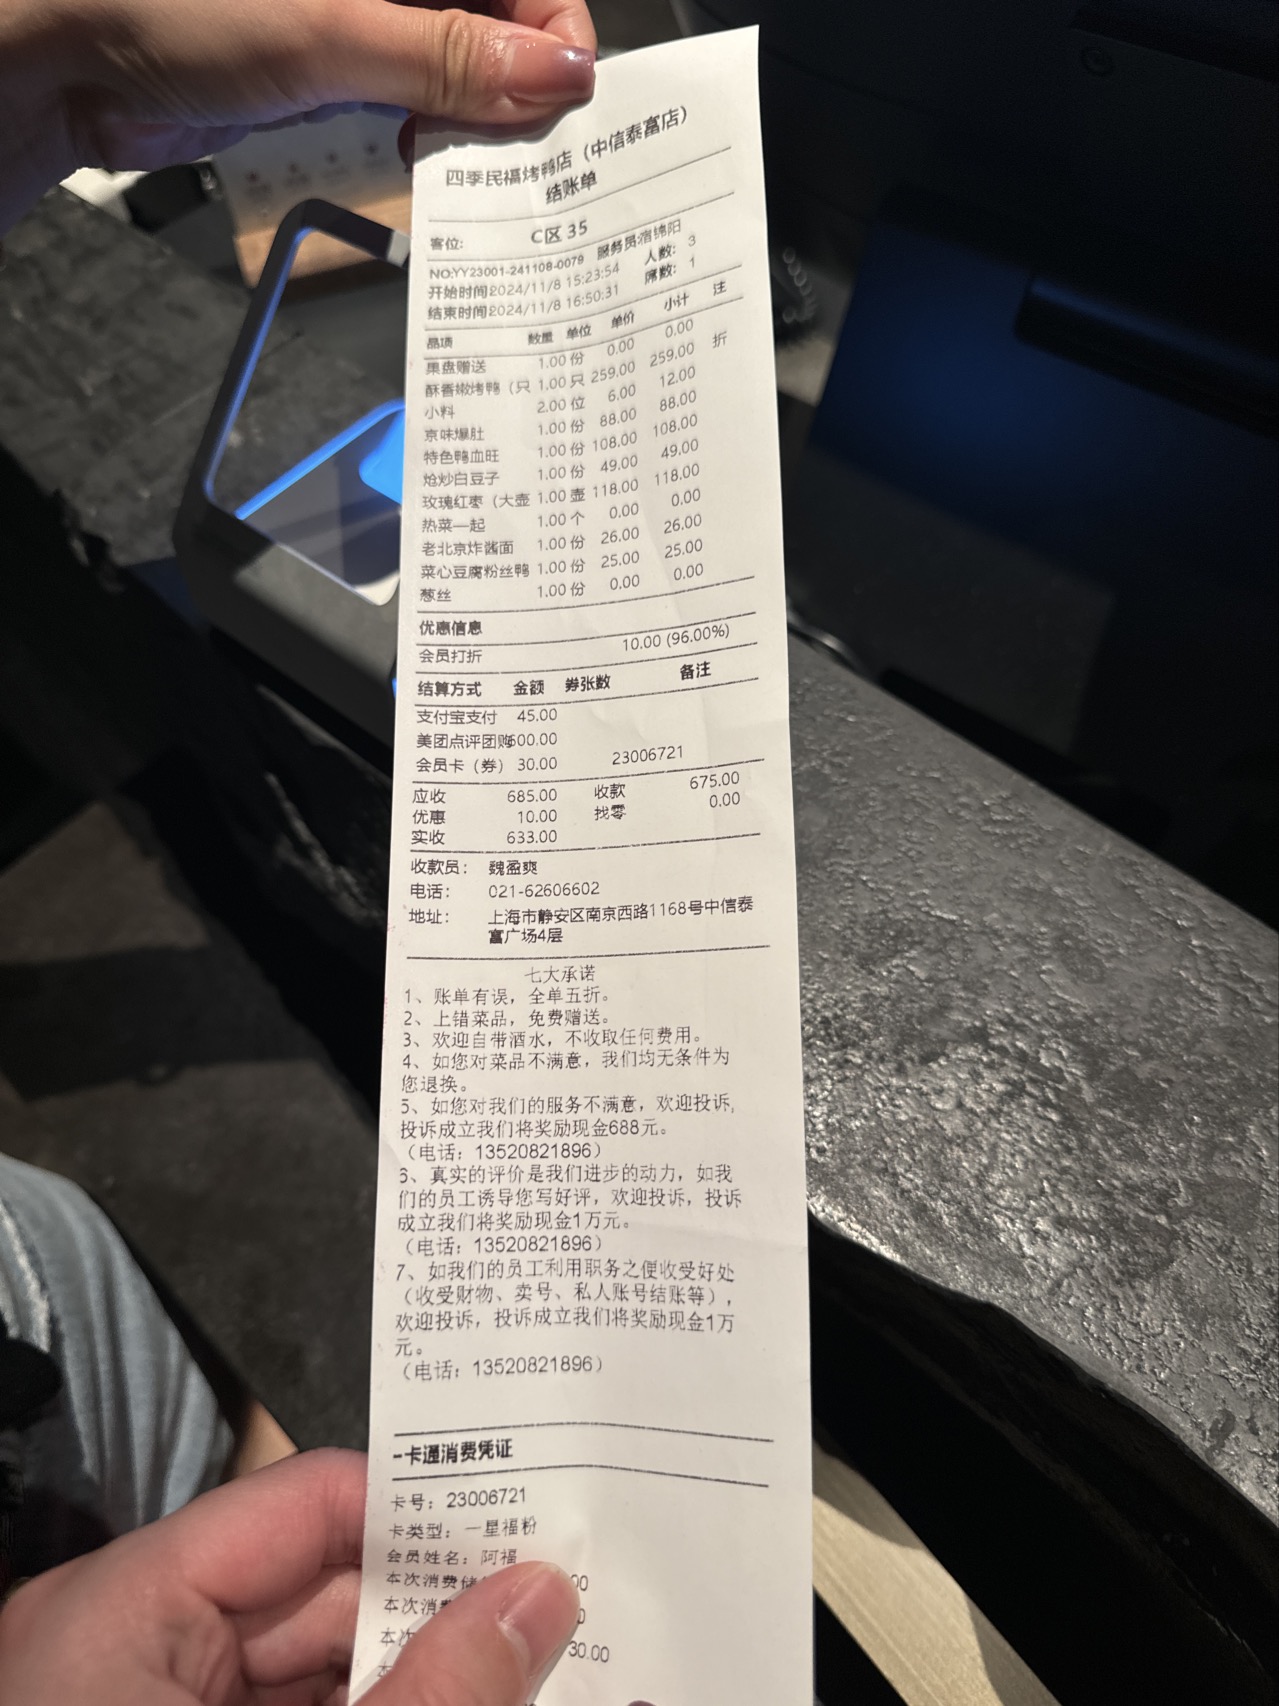 四季民福烤鸭店（中信泰富店）
结账单
客位： C区 35
NO:YY23001-241108-0079 服务员:宿锦阳
开始时间:2024/11/8 15:23:54 人数： 3
结束时间:2024/11/8 16:50:31 席数： 1
品项 数量 单位 单价 小计 注
果盘赠送 1.00 份 0.00 0.00
酥香嫩烤鸭（只 1.00 只 259.00 259.00 折
小料 2.00 位 6.00 12.00
京味爆肚 1.00 份 88.00 88.00
特色鸭血旺 1.00 份 108.00 108.00
炝炒白豆子 1.00 份 49.00 49.00
玫瑰红枣（大壶 1.00 壶 118.00 118.00
热菜一起 1.00 个 0.00 0.00
老北京炸酱面 1.00 份 26.00 26.00
菜心豆腐粉丝鸭 1.00 份 25.00 25.00
葱丝 1.00 份 0.00 0.00
优惠信息
会员打折 10.00 (96.00%)
结算方式 金额 券张数 备注
支付宝支付 45.00
美团点评团购600.00
会员卡（券） 30.00 23006721
应收 685.00 收款 675.00
优惠 10.00 找零 0.00
实收 633.00
收款员： 魏盈爽
电话： 021-62606602
地址： 上海市静安区南京西路1168号中信泰
富广场4层
七大承诺
1、账单有误，全单五折。
2、上错菜品，免费赠送。
3、欢迎自带酒水，不收取任何费用。
4、如您对菜品不满意，我们均无条件为
您退换。
5、如您对我们的服务不满意，欢迎投诉,
投诉成立我们将奖励现金688元。
（电话：13520821896）
6、真实的评价是我们进步的动力，如我
们的员工诱导您写好评，欢迎投诉，投诉
成立我们将奖励现金1万元。
（电话：13520821896）
7、如我们的员工利用职务之便收受好处
（收受财物、卖号、私人账号结账等），
欢迎投诉，投诉成立我们将奖励现金1万
元。
（电话：13520821896）
一卡通消费凭证
卡号：23006721
卡类型：一星福粉
会员姓名：阿福
本次消费储 00
本次消 0
本次 30.00